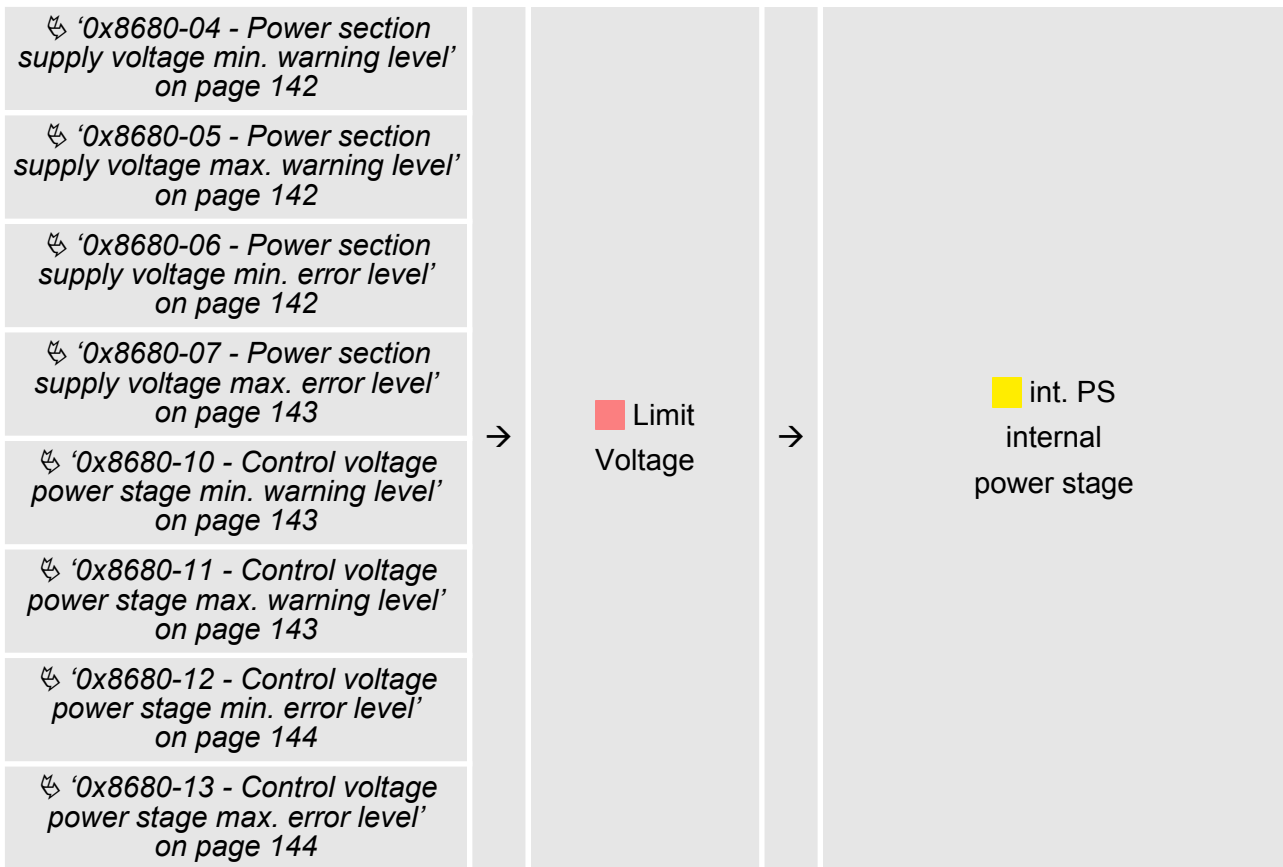 ↳ ‘0x8680-04 - Power section
supply voltage min. warning level’
on page 142
↳ ‘0x8680-05 - Power section
supply voltage max. warning level’
on page 142
↳ ‘0x8680-06 - Power section
supply voltage min. error level’
on page 142
↳ ‘0x8680-07 - Power section
supply voltage max. error level’
on page 143
↳ ‘0x8680-10 - Control voltage
power stage min. warning level’
on page 143
↳ ‘0x8680-11 - Control voltage
power stage max. warning level’
on page 143
↳ ‘0x8680-12 - Control voltage
power stage min. error level’
on page 144
↳ ‘0x8680-13 - Control voltage
power stage max. error level’
on page 144
→
Limit
Voltage
→
int. PS
internal
power stage